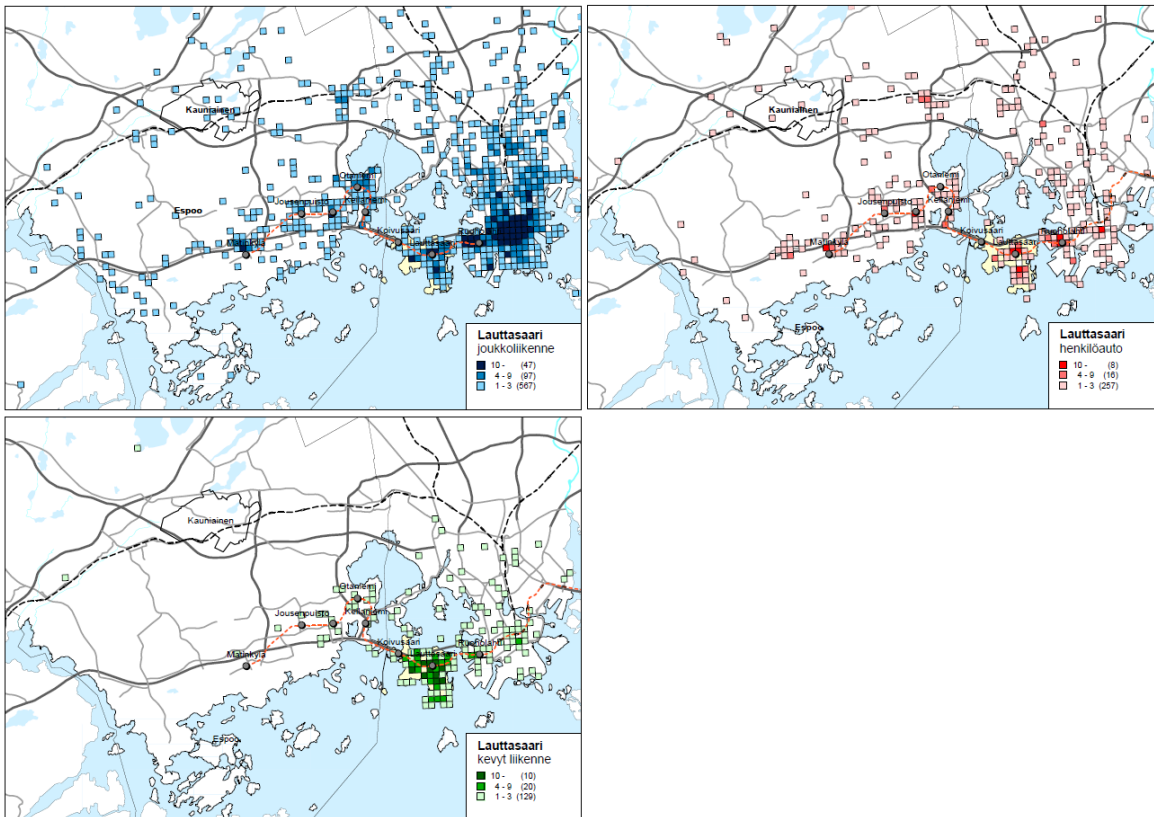 Kauniainen
Otaniemi
Jousenpuisto
Keilaniemi
Espoo
Matinkylä
Koivusaari
Lauttasaari
Lauttasaari
joukkoliikenne
10 - (47)
4 - 9 (97)
1 - 3 (567)
Kauniainen
Otaniemi
Jousenpuisto
Keilaniemi
Koivusaari
Matinkylä
Lauttasaari
Ruoholahti
Espoo
Lauttasaari
henkilöauto
10 - (8)
4 - 9 (16)
1 - 3 (257)
Kauniainen
Otaniemi
Jousenpuisto
Keilaniemi
Koivusaari
Ruoholahti
Lauttasaari
Matinkylä
Espoo
Lauttasaari
kevyt liikenne
10 - (10)
4 - 9 (20)
1 - 3 (129)